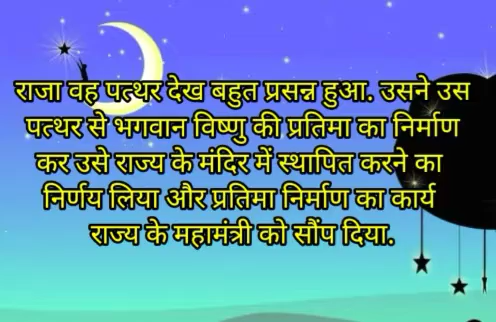 राजा वह पत्थर देख बहुत प्रसन्न हुआ. उसने उस
पत्थर से भगवान विष्णु की प्रतिमा का निर्माण
कर उसे राज्य के मंदिर में स्थापित करने का
निर्णय लिया और प्रतिमा निर्माण का कार्य
राज्य के महामंत्री को सौंप दिया.